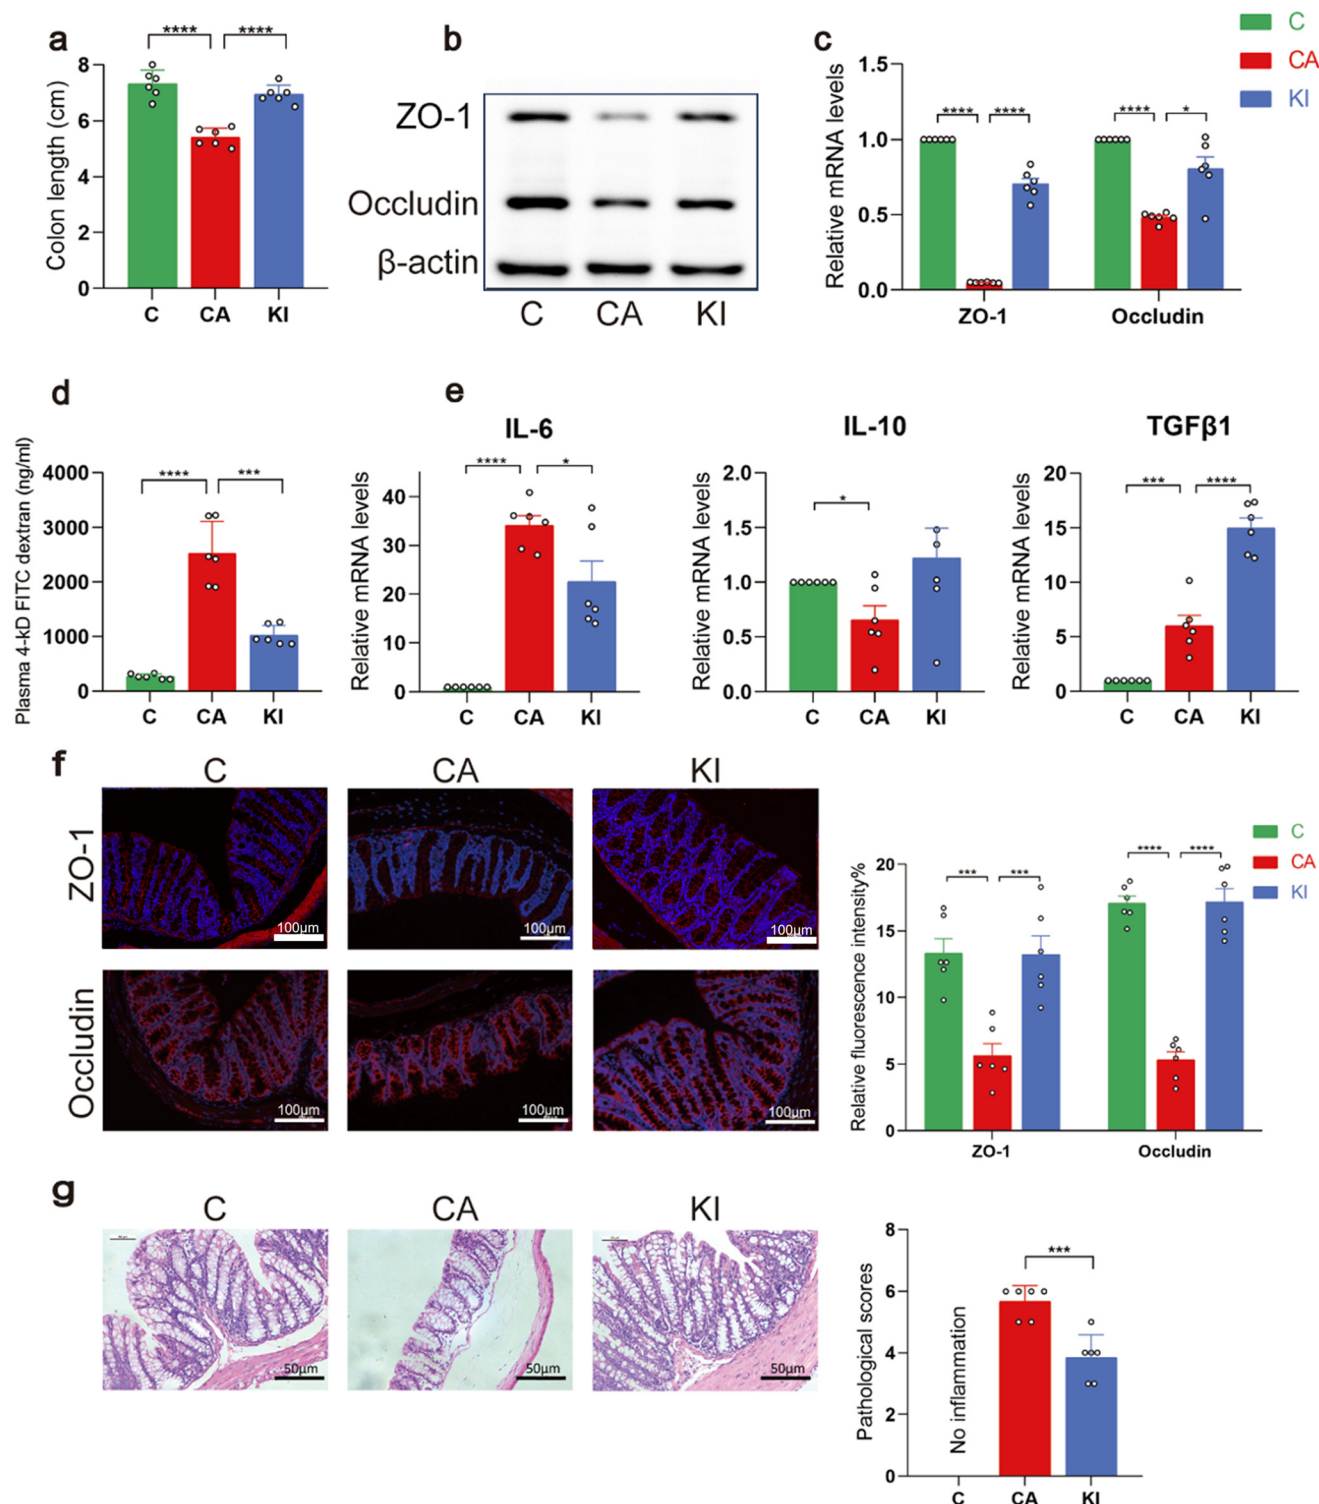 a
**** ****
Colon length (cm)
8
6
4
2
0
C CA KI
b
ZO-1
Occludin
β-actin
C CA KI
c
C
CA
KI
Relative mRNA levels
1.5
1.0
0.5
0.0
**** **** **** *
ZO-1 Occludin
d
Plasma 4-kD FITC dextran (ng/ml)
4000
3000
2000
1000
0
**** ***
C CA KI
e
IL-6
Relative mRNA levels
40
30
20
10
0
**** *
C CA KI
IL-10
Relative mRNA levels
2.0
1.5
1.0
0.5
0.0
*
C CA KI
TGFβ1
Relative mRNA levels
20
15
10
5
0
*** ****
C CA KI
f
C CA KI
ZO-1
100μm 100μm 100μm
Occludin
100μm 100μm 100μm
C
CA
KI
Relative fluorescence intensity%
20
15
10
5
0
*** *** **** ****
ZO-1 Occludin
g
C CA KI
50μm 50μm 50μm
Pathological scores
8
6
4
2
0
***
No inflammation
C CA KI